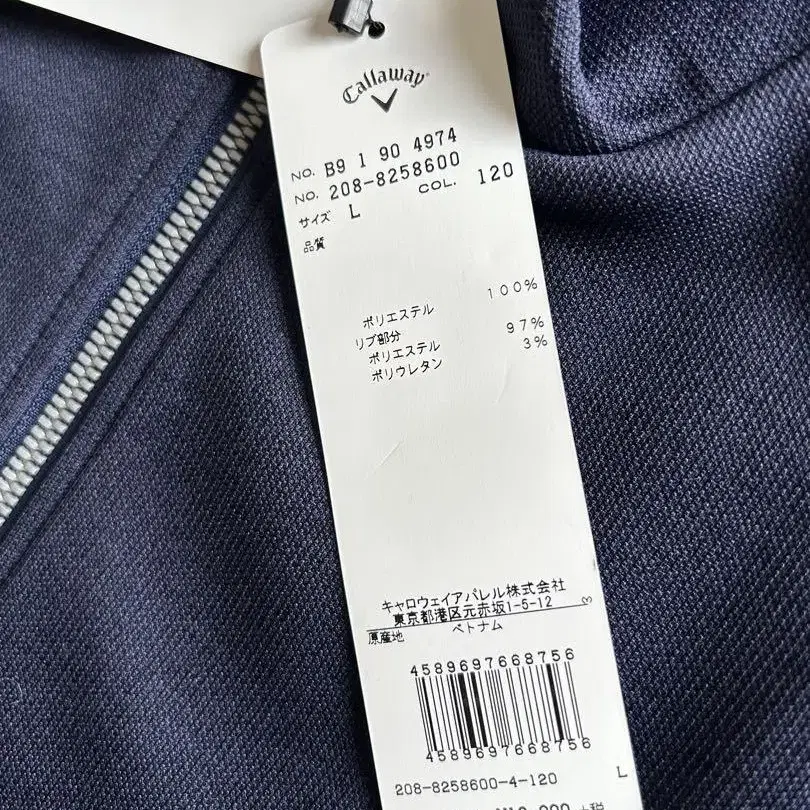 Callaway
NO. B9 1 90 4974
NO. 208-8258600 COL. 120
サイズ L
品質
ポリエステル 100%
リブ部分
ポリエステル 97%
ポリウレタン 3%
キャロウェイアパレル株式会社
東京都港区元赤坂1-5-12
原産地 ベトナム
4589697668756
4589697668756
208-8258600-4-120 L
+税